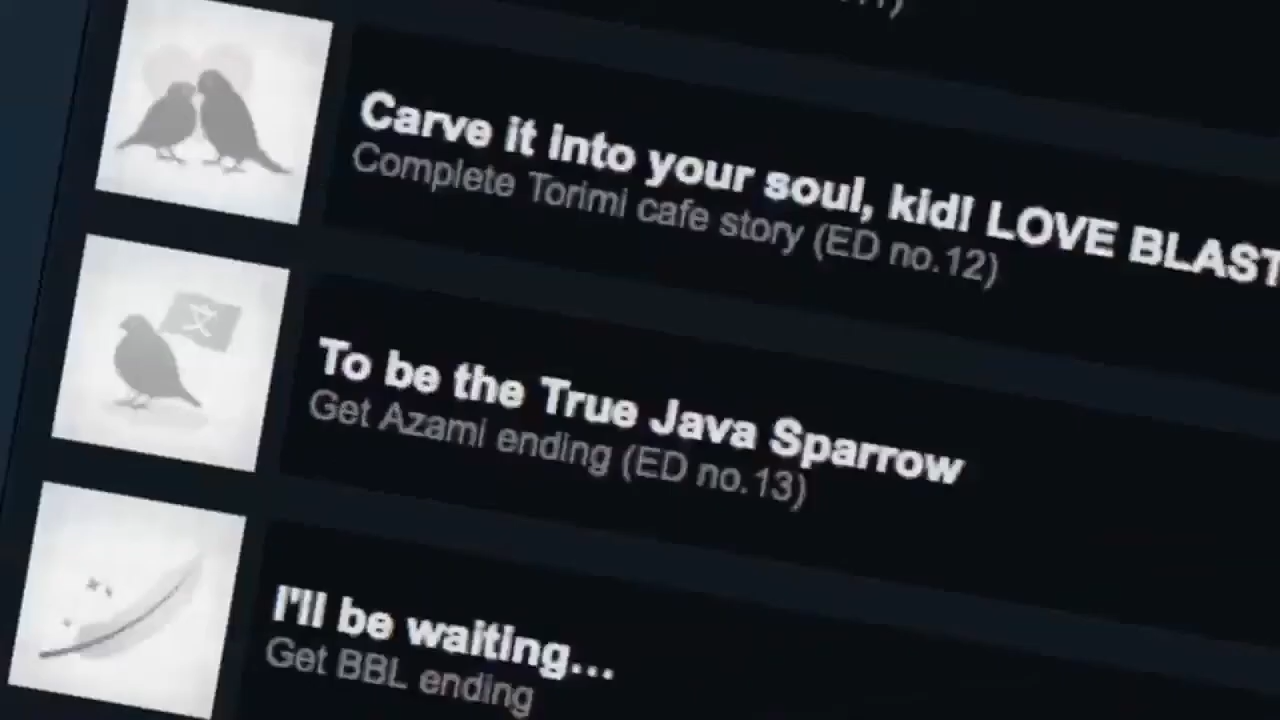 Carve it into your soul, kid! LOVE BLAST
Complete Torimi cafe story (ED no.12)
文
To be the True Java Sparrow
Get Azami ending (ED no.13)
I'll be waiting...
Get BBL ending